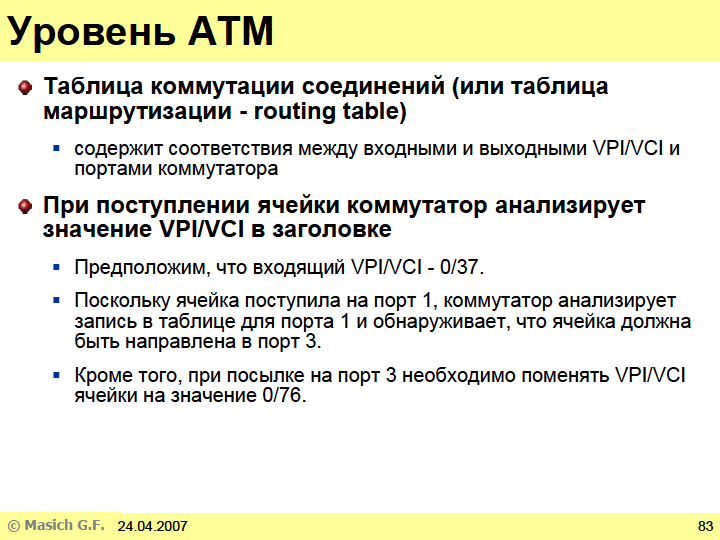 Уровень ATM
Таблица коммутации соединений (или таблица
маршрутизации - routing table)
содержит соответствия между входными и выходными VPI/VCI и
портами коммутатора
При поступлении ячейки коммутатор анализирует
значение VPI/VCI в заголовке
Предположим, что входящий VPI/VCI - 0/37.
Поскольку ячейка поступила на порт 1, коммутатор анализирует
запись в таблице для порта 1 и обнаруживает, что ячейка должна
быть направлена в порт 3.
Кроме того, при посылке на порт 3 необходимо поменять VPI/VCI
ячейки на значение 0/76.
© Masich G.F. 24.04.2007 83